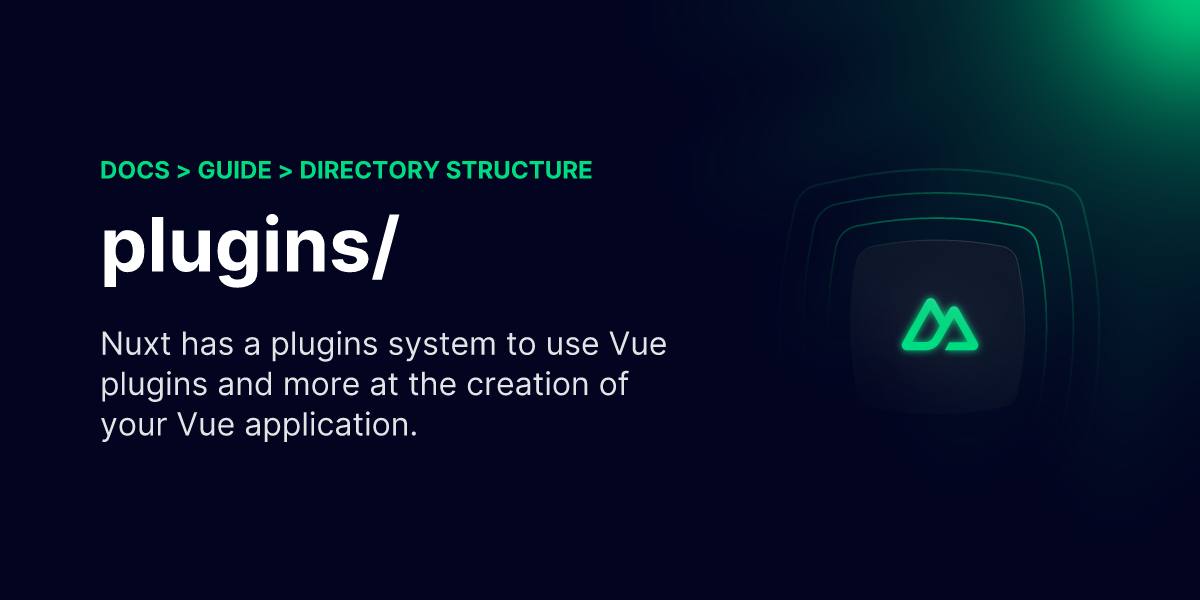 DOCS > GUIDE > DIRECTORY STRUCTURE
plugins/
Nuxt has a plugins system to use Vue
plugins and more at the creation of
your Vue application.